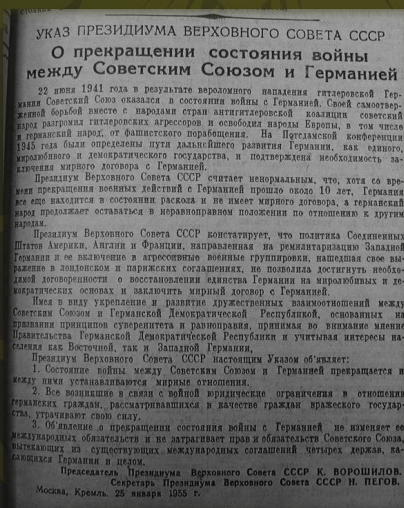 УКАЗ ПРЕЗИДИУМА ВЕРХОВНОГО СОВЕТА СССР
О прекращении состояния войны
между Советским Союзом и Германией
22 июня 1941 года в результате вероломного нападения гитлеровской Гер-
мании Советский Союз оказался в состоянии войны с Германией. Своей самоотвер-
женной борьбой вместе с народами стран антигитлеровской коалиции советский
народ разгромил гитлеровских агрессоров и освободил народы Европы, в том числе
и германский народ, от фашистского порабощения. На Потсдамской конференции
1945 года были определены пути дальнейшего развития Германии, как единого,
миролюбивого и демократического государства, и подтверждена необходимость за-
ключения мирного договора с Германией.
Президиум Верховного Совета СССР считает ненормальным, что, хотя со вре-
мени прекращения военных действий с Германией прошло около 10 лет, Германия
все еще находится в состоянии раскола и не имеет мирного договора, а германский
народ продолжает оставаться в неравноправном положении по отношению к другим
народам.
Президиум Верховного Совета СССР констатирует, что политика Соединенных
Штатов Америки, Англии и Франции, направленная на ремилитаризацию Западной
Германии и ее включение в агрессивные военные группировки, нашедшая свое вы-
ражение в лондонском и парижских соглашениях, не позволила достигнуть необхо-
димой договоренности о восстановлении единства Германии на миролюбивых и де-
мократических основах и заключить мирный договор с Германией.
Имея в виду укрепление и развитие дружественных взаимоотношений между
Советским Союзом и Германской Демократической Республикой, основанных на
признании принципов суверенитета и равноправия, принимая во внимание мнение
Правительства Германской Демократической Республики и учитывая интересы на-
селения как Восточной, так и Западной Германии,
Президиум Верховного Совета СССР настоящим Указом об'являет:
1. Состояние войны между Советским Союзом и Германией прекращается и
между ними устанавливаются мирные отношения.
2. Все возникшие в связи с войной юридические ограничения в отношении
германских граждан, рассматривавшихся в качестве граждан вражеского государ-
ства, утрачивают свою силу.
3. Об'явление о прекращении состояния войны с Германией не изменяет ее
международных обязательств и не затрагивает прав и обязательств Советского Союза,
вытекающих из существующих международных соглашений четырех держав, ка-
сающихся Германии в целом.
Председатель Президиума Верховного Совета СССР К. ВОРОШИЛОВ.
Секретарь Президиума Верховного Совета СССР Н. ПЕГОВ.
Москва, Кремль. 25 января 1955 г.